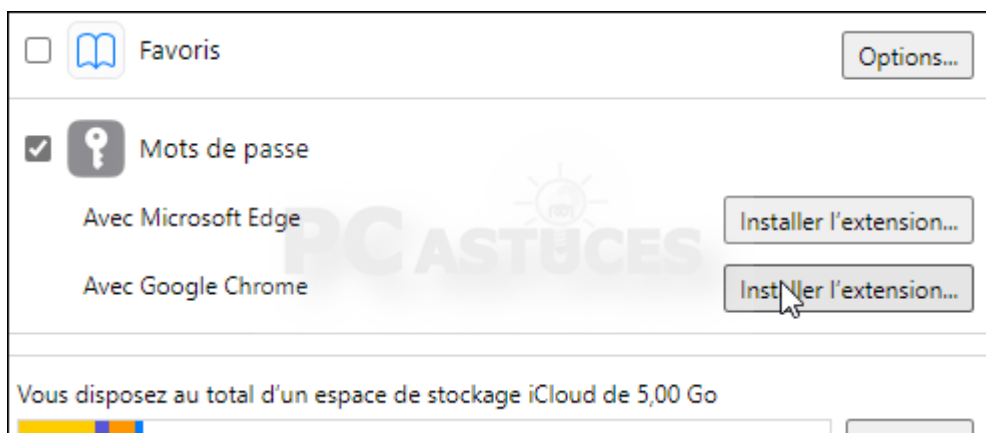 Favoris
Options...
Mots de passe
PC ASTUCES
Avec Microsoft Edge
Installer l'extension...
Avec Google Chrome
Installer l'extension...
Vous disposez au total d'un espace de stockage iCloud de 5,00 Go